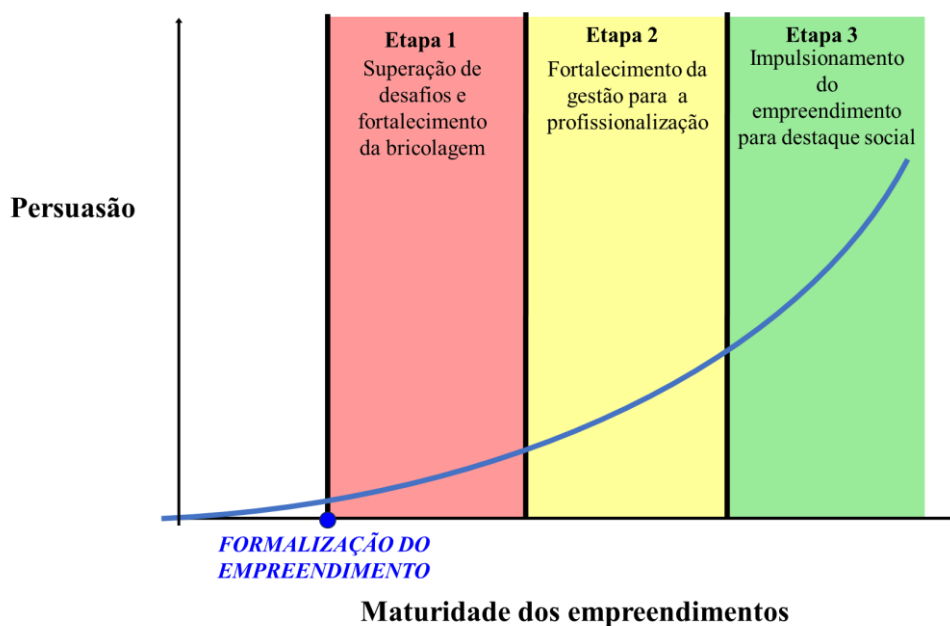 Etapa 1
Superação de
desafios e
fortalecimento
da bricolagem
Etapa 2
Fortalecimento da
gestão para a
profissionalização
Etapa 3
Impulsionamento
do
empreendimento
para destaque social
Persuasão
FORMALIZAÇÃO DO
EMPREENDIMENTO
Maturidade dos empreendimentos